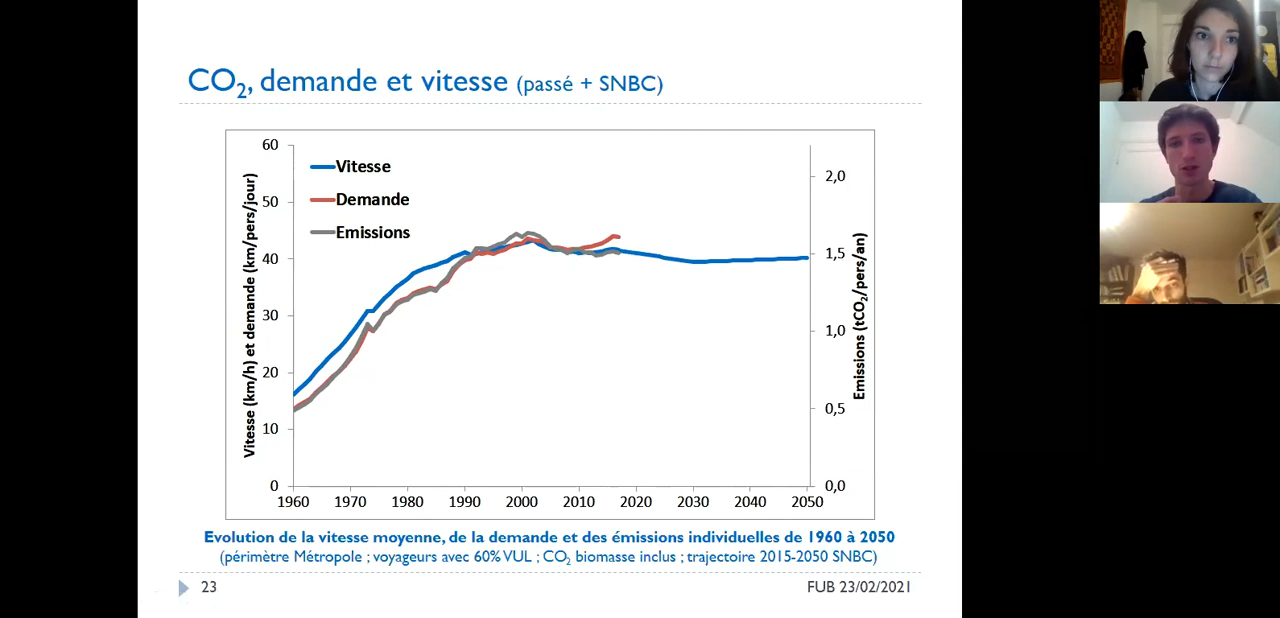 CO₂, demande et vitesse (passé + SNBC)
Vitesse (km/h) et demande (km/pers/jour)
60
50
40
30
20
10
0
Vitesse
Demande
Emissions
2,0
1,5
1,0
0,5
0,0
Emissions (tCO₂/pers/an)
1960 1970 1980 1990 2000 2010 2020 2030 2040 2050
Evolution de la vitesse moyenne, de la demande et des émissions individuelles de 1960 à 2050
(périmètre Métropole ; voyageurs avec 60% VUL ; CO₂ biomasse inclus ; trajectoire 2015-2050 SNBC)
23
FUB 23/02/2021